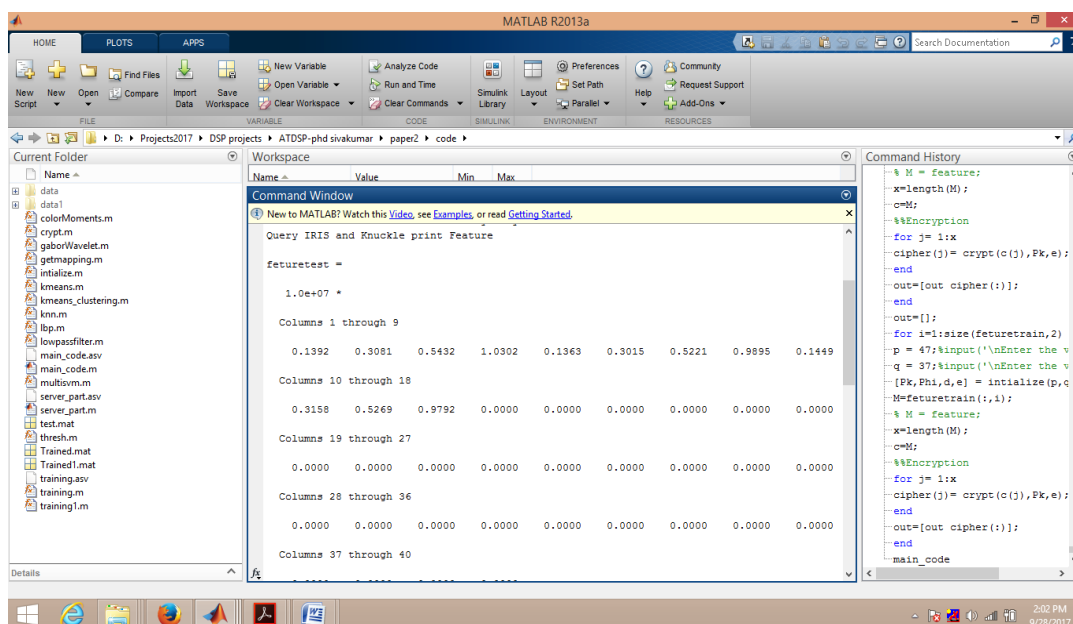 MATLAB R2013a
HOME PLOTS APPS
Search Documentation
New Script
New
Open
Find Files
Compare
Import Data
Save Workspace
New Variable
Open Variable
Clear Workspace
Analyze Code
Run and Time
Clear Commands
Simulink Library
Layout
Preferences
Set Path
Parallel
Help
Community
Request Support
Add-Ons
FILE VARIABLE CODE SIMULINK ENVIRONMENT RESOURCES
D: Projects2017 DSP projects ATDSP-phd sivakumar paper2 code
Current Folder
Name
data
data1
colorMoments.m
crypt.m
gaborWavelet.m
getmapping.m
intialize.m
kmeans.m
kmeans_clustering.m
knn.m
lbp.m
lowpassfilter.m
main_code.asv
main_code.m
multisvm.m
server_part.asv
server_part.m
test.mat
thresh.m
Trained.mat
Trained1.mat
training.asv
training.m
training1.m
Details
Workspace
Name Value Min Max
Command Window
New to MATLAB? Watch this Video, see Examples, or read Getting Started.
Query IRIS and Knuckle print Feature
feturetest =
1.0e+07 *
Columns 1 through 9
0.1392 0.3081 0.5432 1.0302 0.1363 0.3015 0.5221 0.9895 0.1449
Columns 10 through 18
0.3158 0.5269 0.9792 0.0000 0.0000 0.0000 0.0000 0.0000 0.0000
Columns 19 through 27
0.0000 0.0000 0.0000 0.0000 0.0000 0.0000 0.0000 0.0000 0.0000
Columns 28 through 36
0.0000 0.0000 0.0000 0.0000 0.0000 0.0000 0.0000 0.0000 0.0000
Columns 37 through 40
fx
Command History
% M = feature;
x=length(M);
c=M;
%%Encryption
for j= 1:x
cipher(j)= crypt(c(j),Pk,e);
end
out=[out cipher(:)];
end
out=[];
for i=1:size(feturetrain,2)
p = 47;%input('\nEnter the v
q = 37;%input('\nEnter the v
[Pk,Phi,d,e] = intialize(p,q
M=feturetrain(:,i);
% M = feature;
x=length(M);
c=M;
%%Encryption
for j= 1:x
cipher(j)= crypt(c(j),Pk,e);
end
out=[out cipher(:)];
end
main_code
2:02 PM
9/28/2017